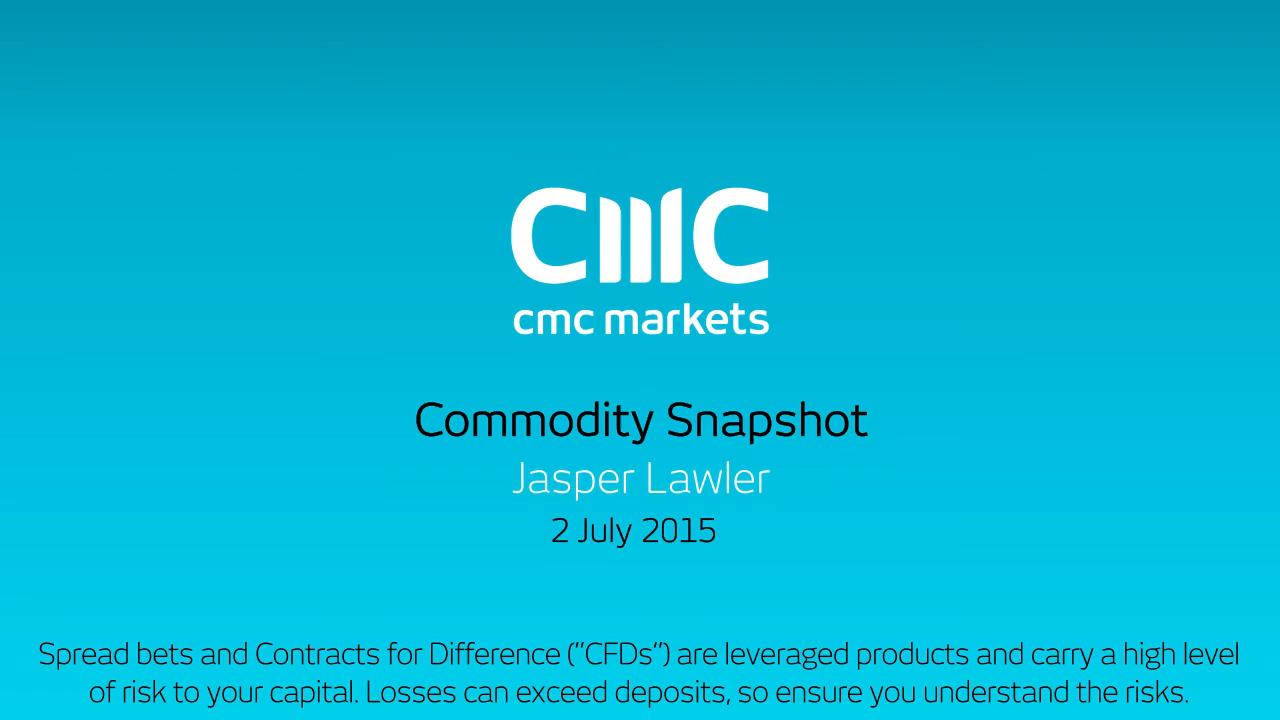 CMC
cmc markets
Commodity Snapshot
Jasper Lawler
2 July 2015
Spread bets and Contracts for Difference (“CFDs”) are leveraged products and carry a high level
of risk to your capital. Losses can exceed deposits, so ensure you understand the risks.